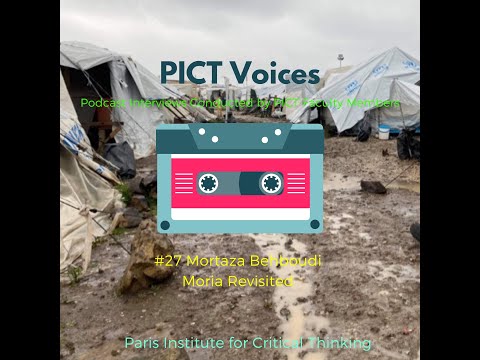 PICT Voices
Podcast Interviews Conducted by PICT Faculty Members
#27 Mortaza Behboudi
Moria Revisited
Paris Institute for Critical Thinking